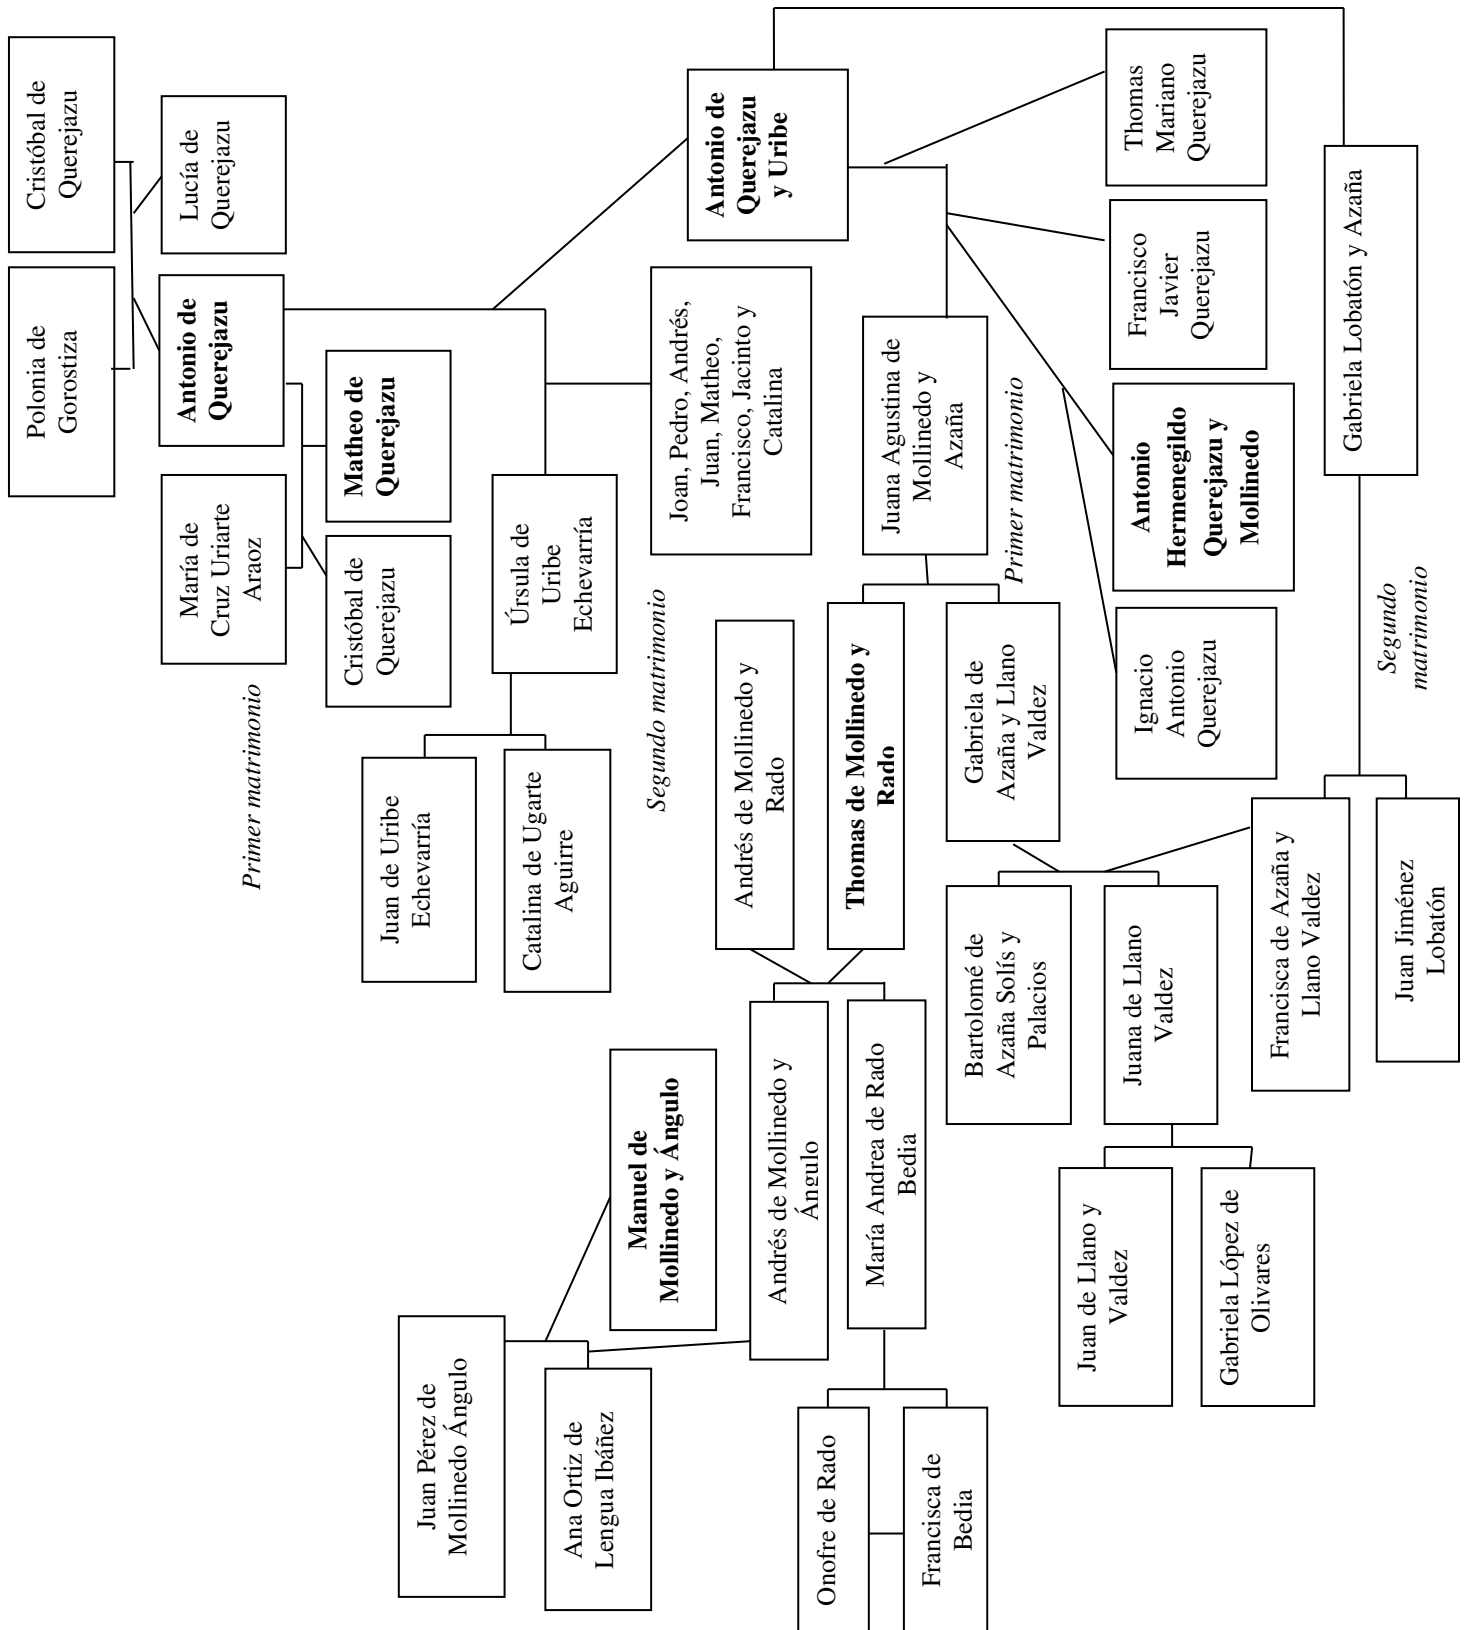 Polonia de
Gorostiza
Cristóbal de
Querejazu
María de
Cruz Uriarte
Araoz
Antonio de
Querejazu
Lucía de
Querejazu
Primer matrimonio
Cristóbal de
Querejazu
Matheo de
Querejazu
Juan de Uribe
Echevarría
Juan Pérez de
Mollinedo Ángulo
Úrsula de
Uribe
Echevarría
Catalina de Ugarte
Aguirre
Ana Ortiz de
Lengua Ibáñez
Manuel de
Mollinedo y Ángulo
Segundo matrimonio
Joan, Pedro, Andrés,
Juan, Matheo,
Francisco, Jacinto y
Catalina
Antonio de
Querejazu
y Uribe
Andrés de Mollinedo y
Rado
Andrés de Mollinedo y
Ángulo
Onofre de Rado
Thomas de Mollinedo y
Rado
María Andrea de Rado
Bedia
Juana Agustina de
Mollinedo y
Azaña
Francisca de
Bedia
Bartolomé de
Azaña Solís y
Palacios
Gabriela de
Azaña y Llano
Valdez
Primer matrimonio
Juan de Llano y
Valdez
Juana de Llano
Valdez
Ignacio
Antonio
Querejazu
Antonio
Hermenegildo
Querejazu y
Mollinedo
Francisco
Javier
Querejazu
Thomas
Mariano
Querejazu
Gabriela López de
Olivares
Francisca de Azaña y
Llano Valdez
Gabriela Lobatón y Azaña
Juan Jiménez
Lobatón
Segundo
matrimonio